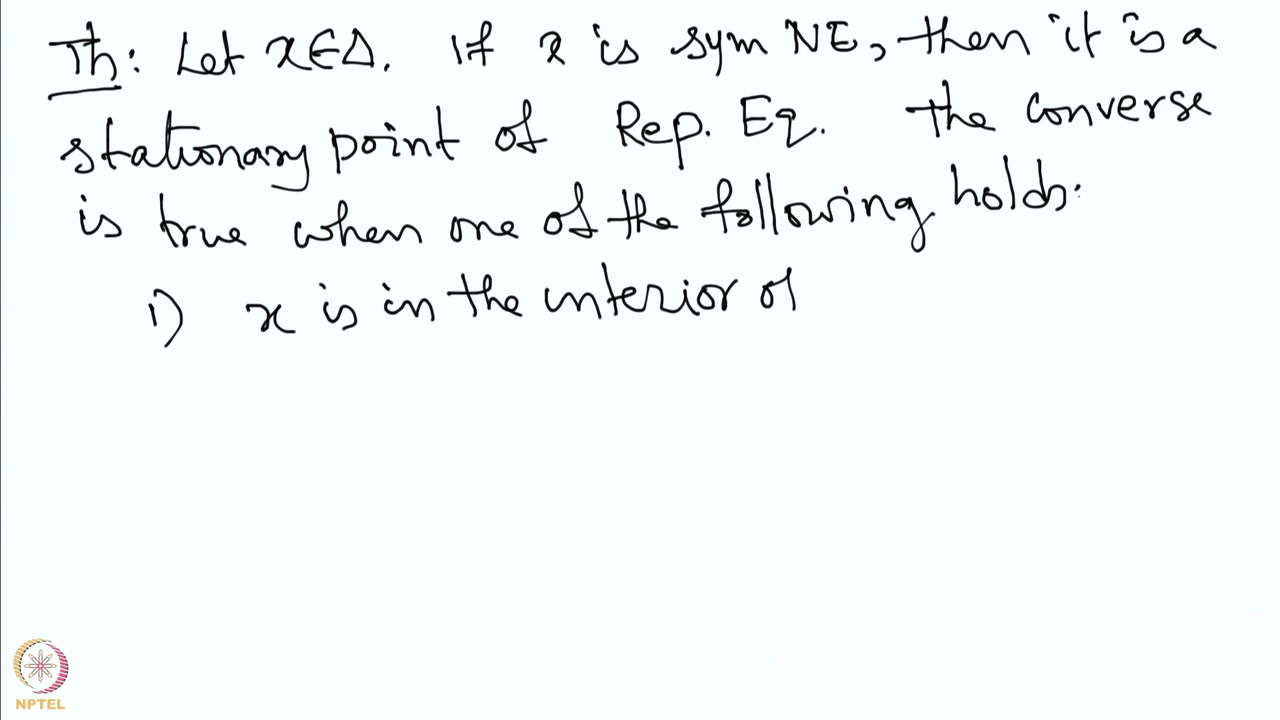 Th: Let x∈Δ. If x is sym NE, then it is a
stationary point of Rep. Eq. The converse
is true when one of the following holds:
1) x is in the interior of
NPTEL